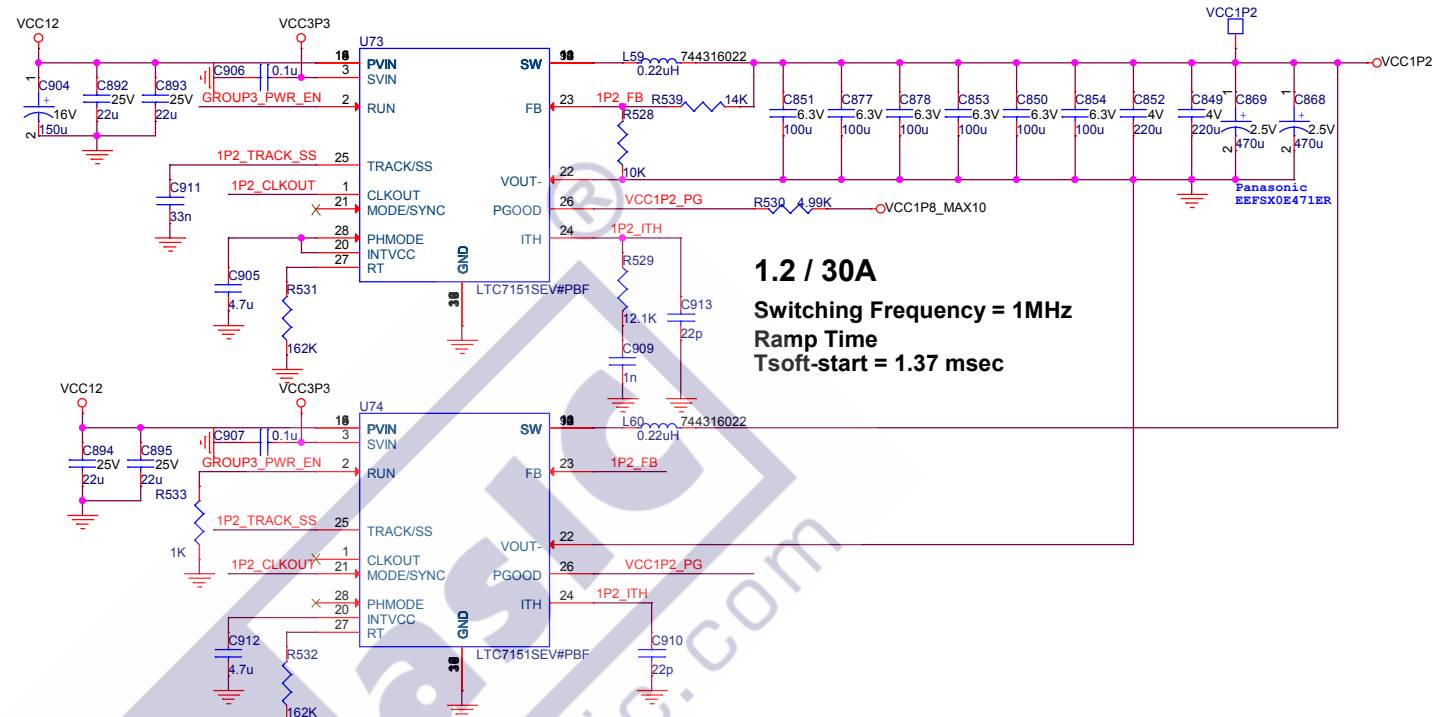 VCC12
VCC3P3
VCC1P2
U73
C904
16V
150u
1
2
C892
25V
22u
C893
25V
22u
C906
0.1u
GROUP3_PWR_EN
PVIN
3
SVIN
2
RUN
1P2_TRACK_SS
25
TRACK/SS
C911
33n
1P2_CLKOUT
1
CLKOUT
21
MODE/SYNC
28
PHMODE
20
INTVCC
27
RT
C905
4.7u
R531
162K
GND
LTC7151SEV#PBF
SW
L59
744316022
0.22uH
FB
23
1P2_FB
R539
14K
R528
10K
VOUT-
22
PGOOD
26
VCC1P2_PG
R530
4.99K
VCC1P8_MAX10
ITH
24
1P2_ITH
R529
12.1K
C909
1n
C913
22p
C851
6.3V
100u
C877
6.3V
100u
C878
6.3V
100u
C853
6.3V
100u
C850
6.3V
100u
C854
6.3V
100u
C852
4V
220u
C849
4V
220u
1
C869
2.5V
470u
2
1
C868
2.5V
470u
2
VCC1P2
Panasonic
EEFSX0E471ER
1.2 / 30A
Switching Frequency = 1MHz
Ramp Time
Tsoft-start = 1.37 msec
VCC12
VCC3P3
U74
C894
25V
22u
C895
25V
22u
C907
0.1u
GROUP3_PWR_EN
R533
1K
PVIN
3
SVIN
2
RUN
1P2_TRACK_SS
25
TRACK/SS
1
CLKOUT
1P2_CLKOUT
21
MODE/SYNC
28
PHMODE
20
INTVCC
27
RT
C912
4.7u
R532
162K
GND
LTC7151SEV#PBF
SW
L60
744316022
0.22uH
FB
23
1P2_FB
VOUT-
22
PGOOD
26
VCC1P2_PG
ITH
24
1P2_ITH
C910
22p
asic
ic.com
®